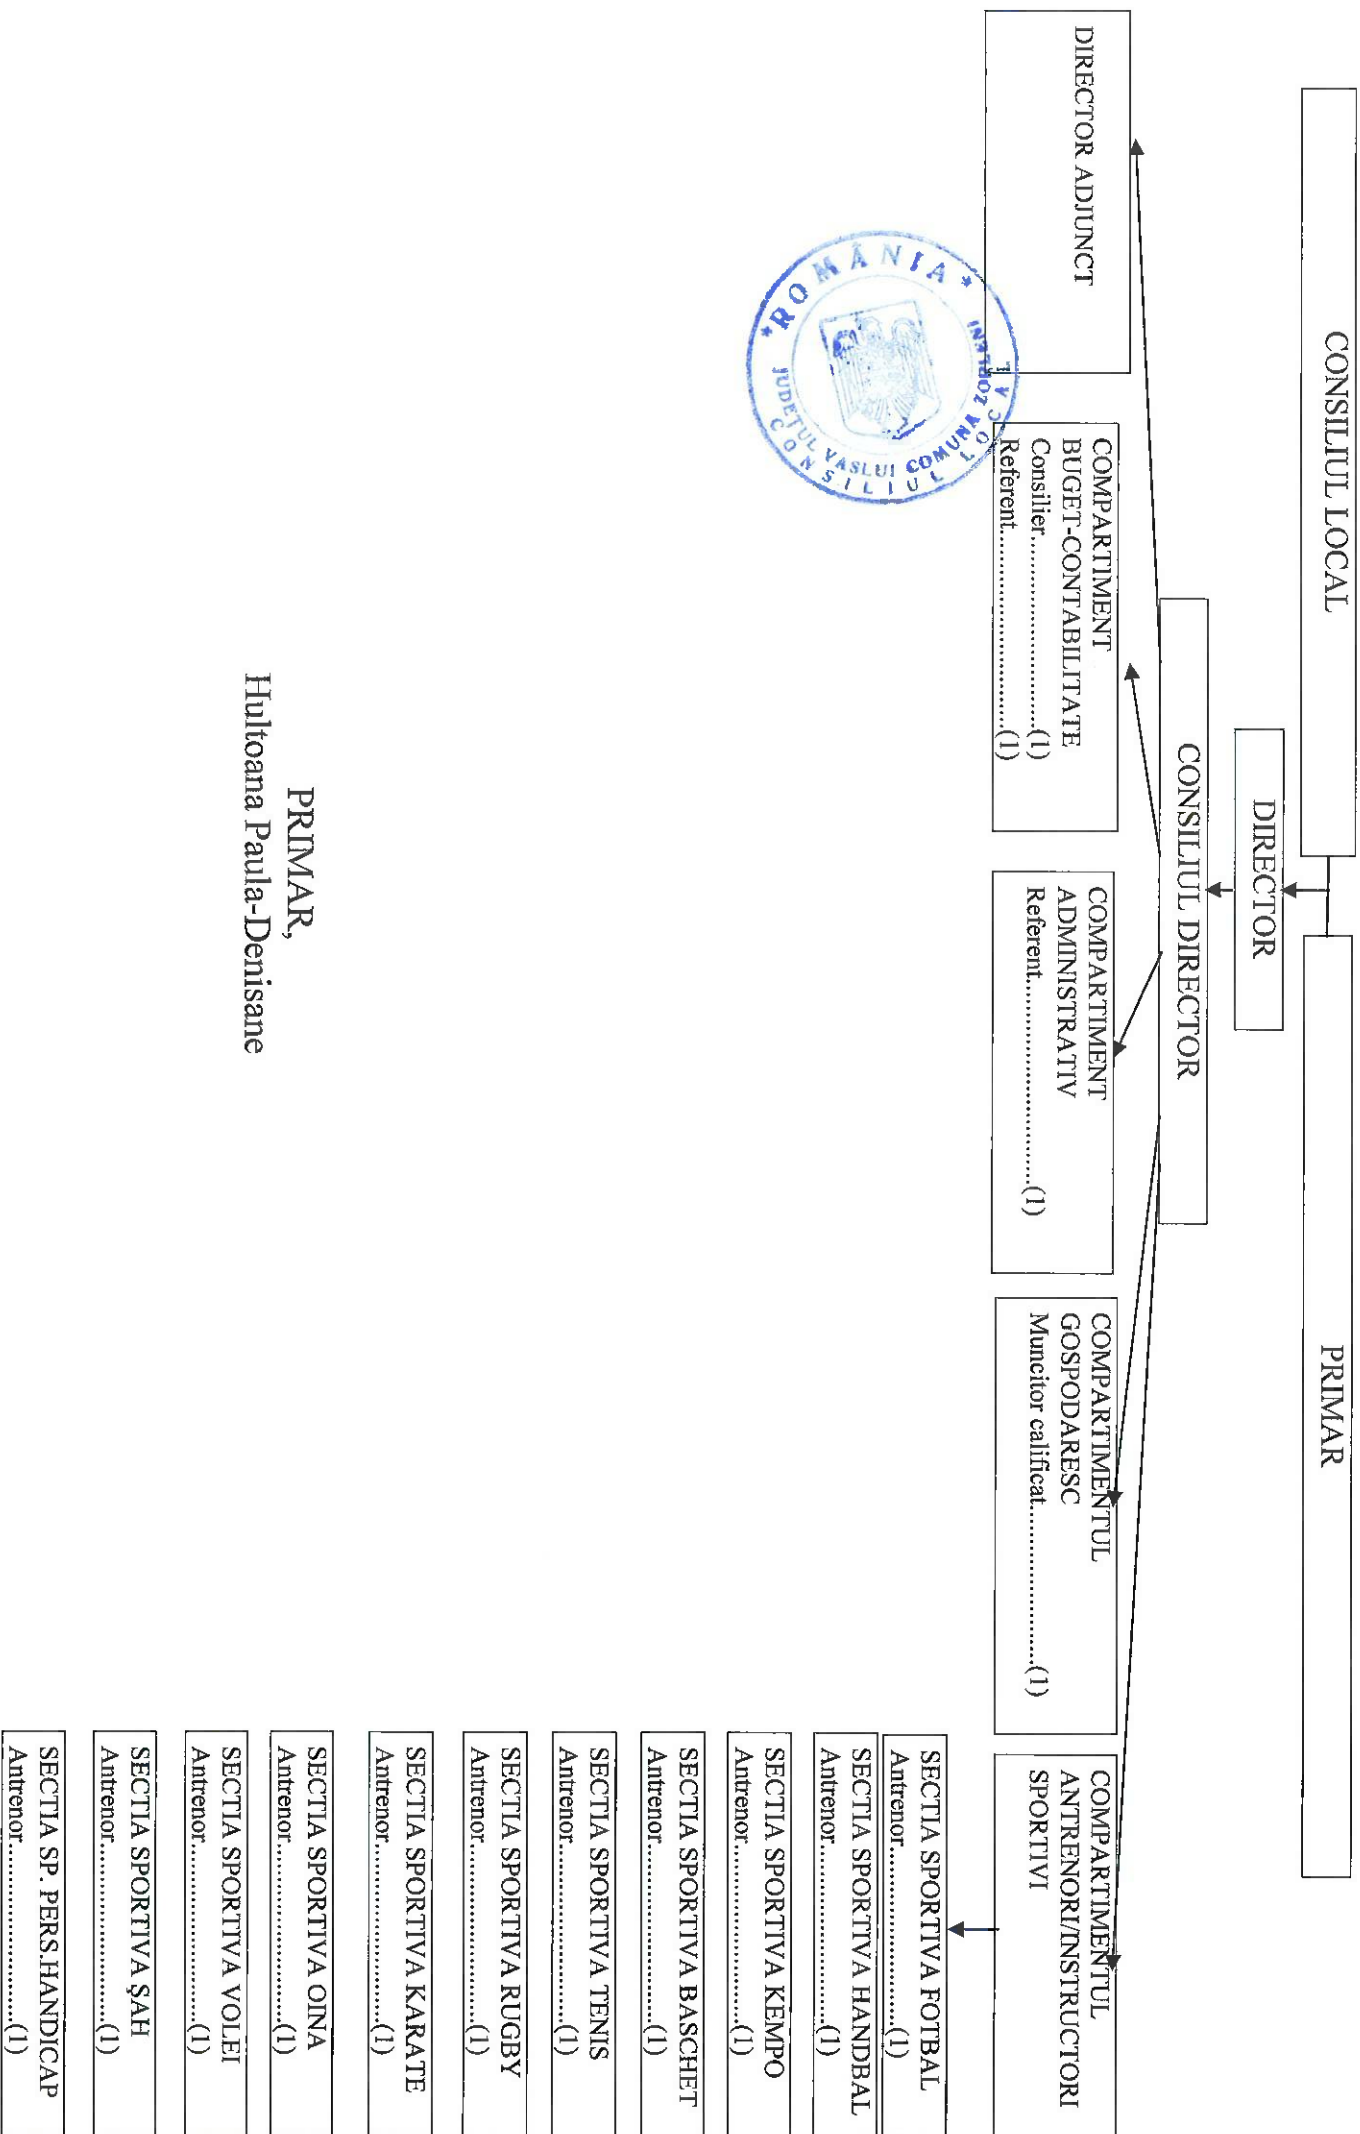 CONSILIUL LOCAL
PRIMAR
DIRECTOR
CONSILIUL DIRECTOR
DIRECTOR ADJUNCT
COMPARTIMENT
BUGET-CONTABILITATE
Consilier..............................(1)
Referent..............................(1)
COMPARTIMENT
ADMINISTRATIV
Referent..............................(1)
COMPARTIMENTUL
GOSPODARESC
Muncitor calificat........................(1)
COMPARTIMENTUL
ANTRENORI/INSTRUCTORI
SPORTIVI
SECTIA SPORTIVA FOTBAL
Antrenor..........................(1)
SECTIA SPORTIVA HANDBAL
Antrenor..........................(1)
SECTIA SPORTIVA KEMPO
Antrenor..........................(1)
SECTIA SPORTIVA BASCHET
Antrenor..........................(1)
SECTIA SPORTIVA TENIS
Antrenor..........................(1)
SECTIA SPORTIVA RUGBY
Antrenor..........................(1)
SECTIA SPORTIVA KARATE
Antrenor..........................(1)
SECTIA SPORTIVA OINA
Antrenor..........................(1)
SECTIA SPORTIVA VOLEI
Antrenor..........................(1)
SECTIA SPORTIVA ŞAH
Antrenor..........................(1)
SECTIA SP. PERS.HANDICAP
Antrenor..........................(1)
*ROMÂNIA*
JUDEŢUL VASLUI COMUNA ZORLENI
CONSILIUL LOCAL
PRIMAR,
Hultoana Paula-Denisane